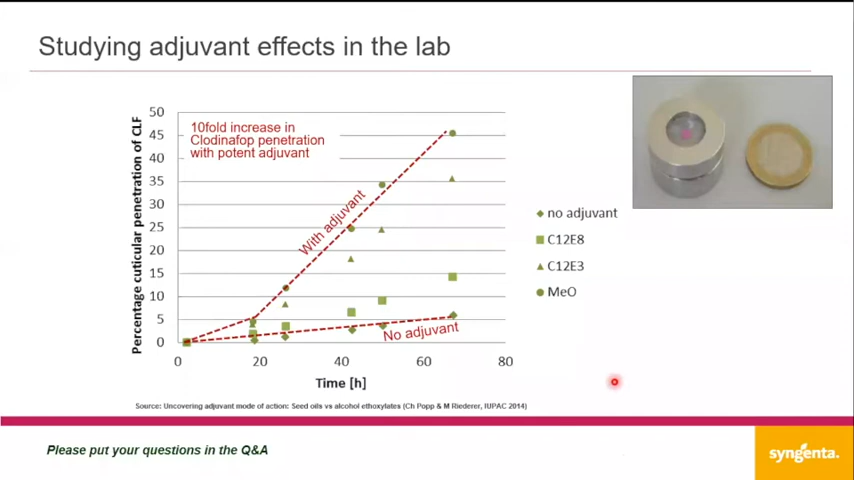 Studying adjuvant effects in the lab
Percentage cuticular penetration of CLF
50
45
40
35
30
25
20
15
10
5
0
10fold increase in
Clodinafop penetration
with potent adjuvant
With adjuvant
No adjuvant
0
20
40
60
80
Time [h]
no adjuvant
C12E8
C12E3
MeO
Source: Uncovering adjuvant mode of action: Seed oils vs alcohol ethoxylates (Ch Popp & M Riederer, IUPAC 2014)
Please put your questions in the Q&A
syngenta.